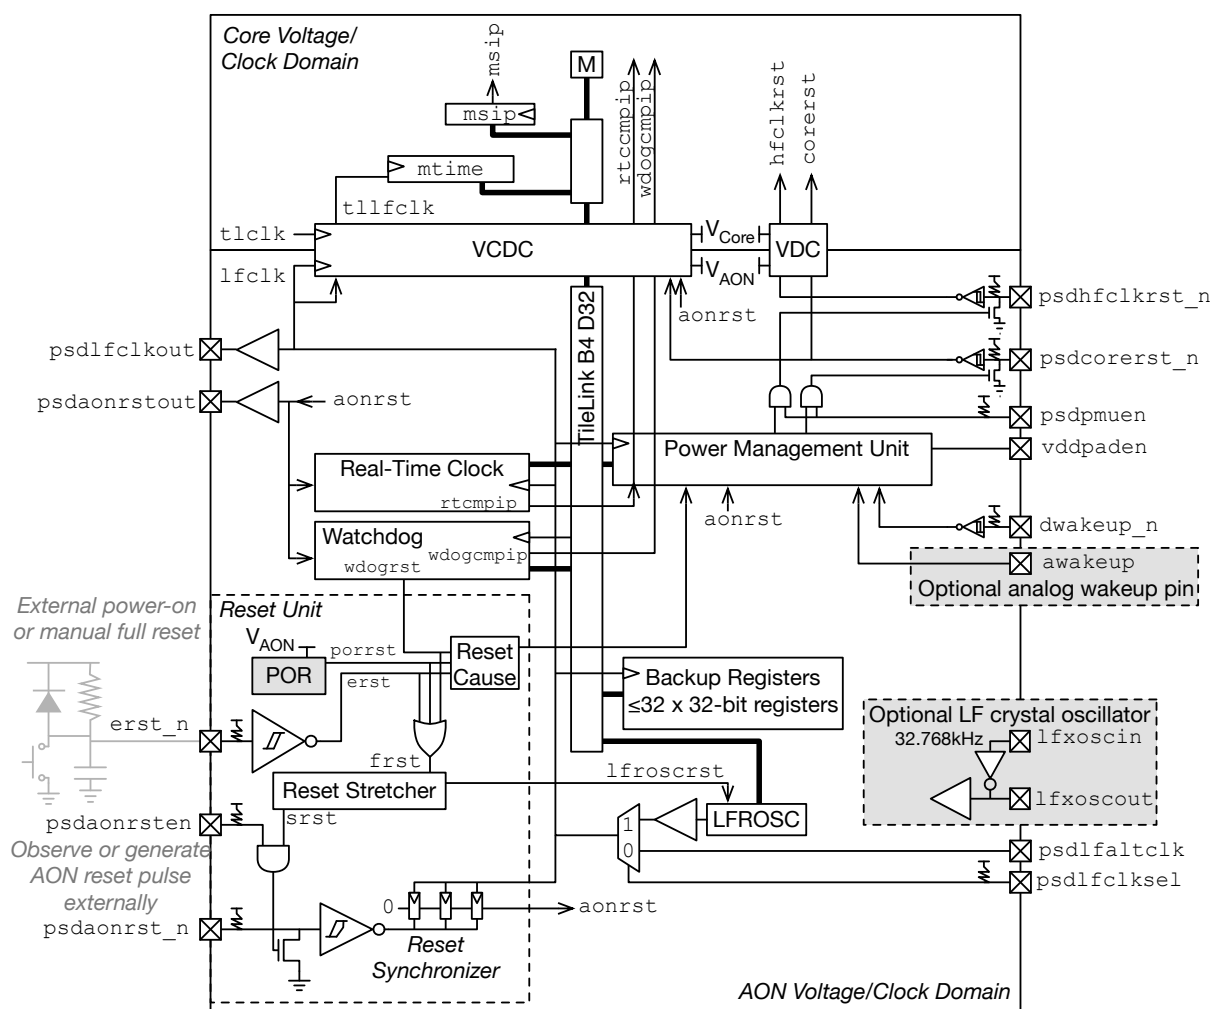 Core Voltage/
Clock Domain
msip
M
msip
mtime
tllfclk
rtccmpip
wdogcmpip
hfclkrst
corerst
tlclk
lfclk
VCDC
VCore
VAON
VDC
aonrst
psdhfclkrst_n
psdlfclkout
psdcorerst_n
psdaonrstout
aonrst
TileLink B4 D32
psdpmuen
Power Management Unit
vddpaden
Real-Time Clock
rtcmpip
aonrst
Watchdog
wdogcmpip
wdogrst
dwakeup_n
awakeup
Optional analog wakeup pin
External power-on
or manual full reset
Reset Unit
VAON
POR
porrst
erst
Reset
Cause
Backup Registers
≤32 x 32-bit registers
erst_n
frst
Optional LF crystal oscillator
32.768kHz
lfxoscin
lfxoscout
Reset Stretcher
lfroscrst
LFROSC
srst
psdaonrsten
Observe or generate
AON reset pulse
externally
psdaonrst_n
1
0
psdlfaltclk
psdlfclksel
0
aonrst
Reset
Synchronizer
AON Voltage/Clock Domain